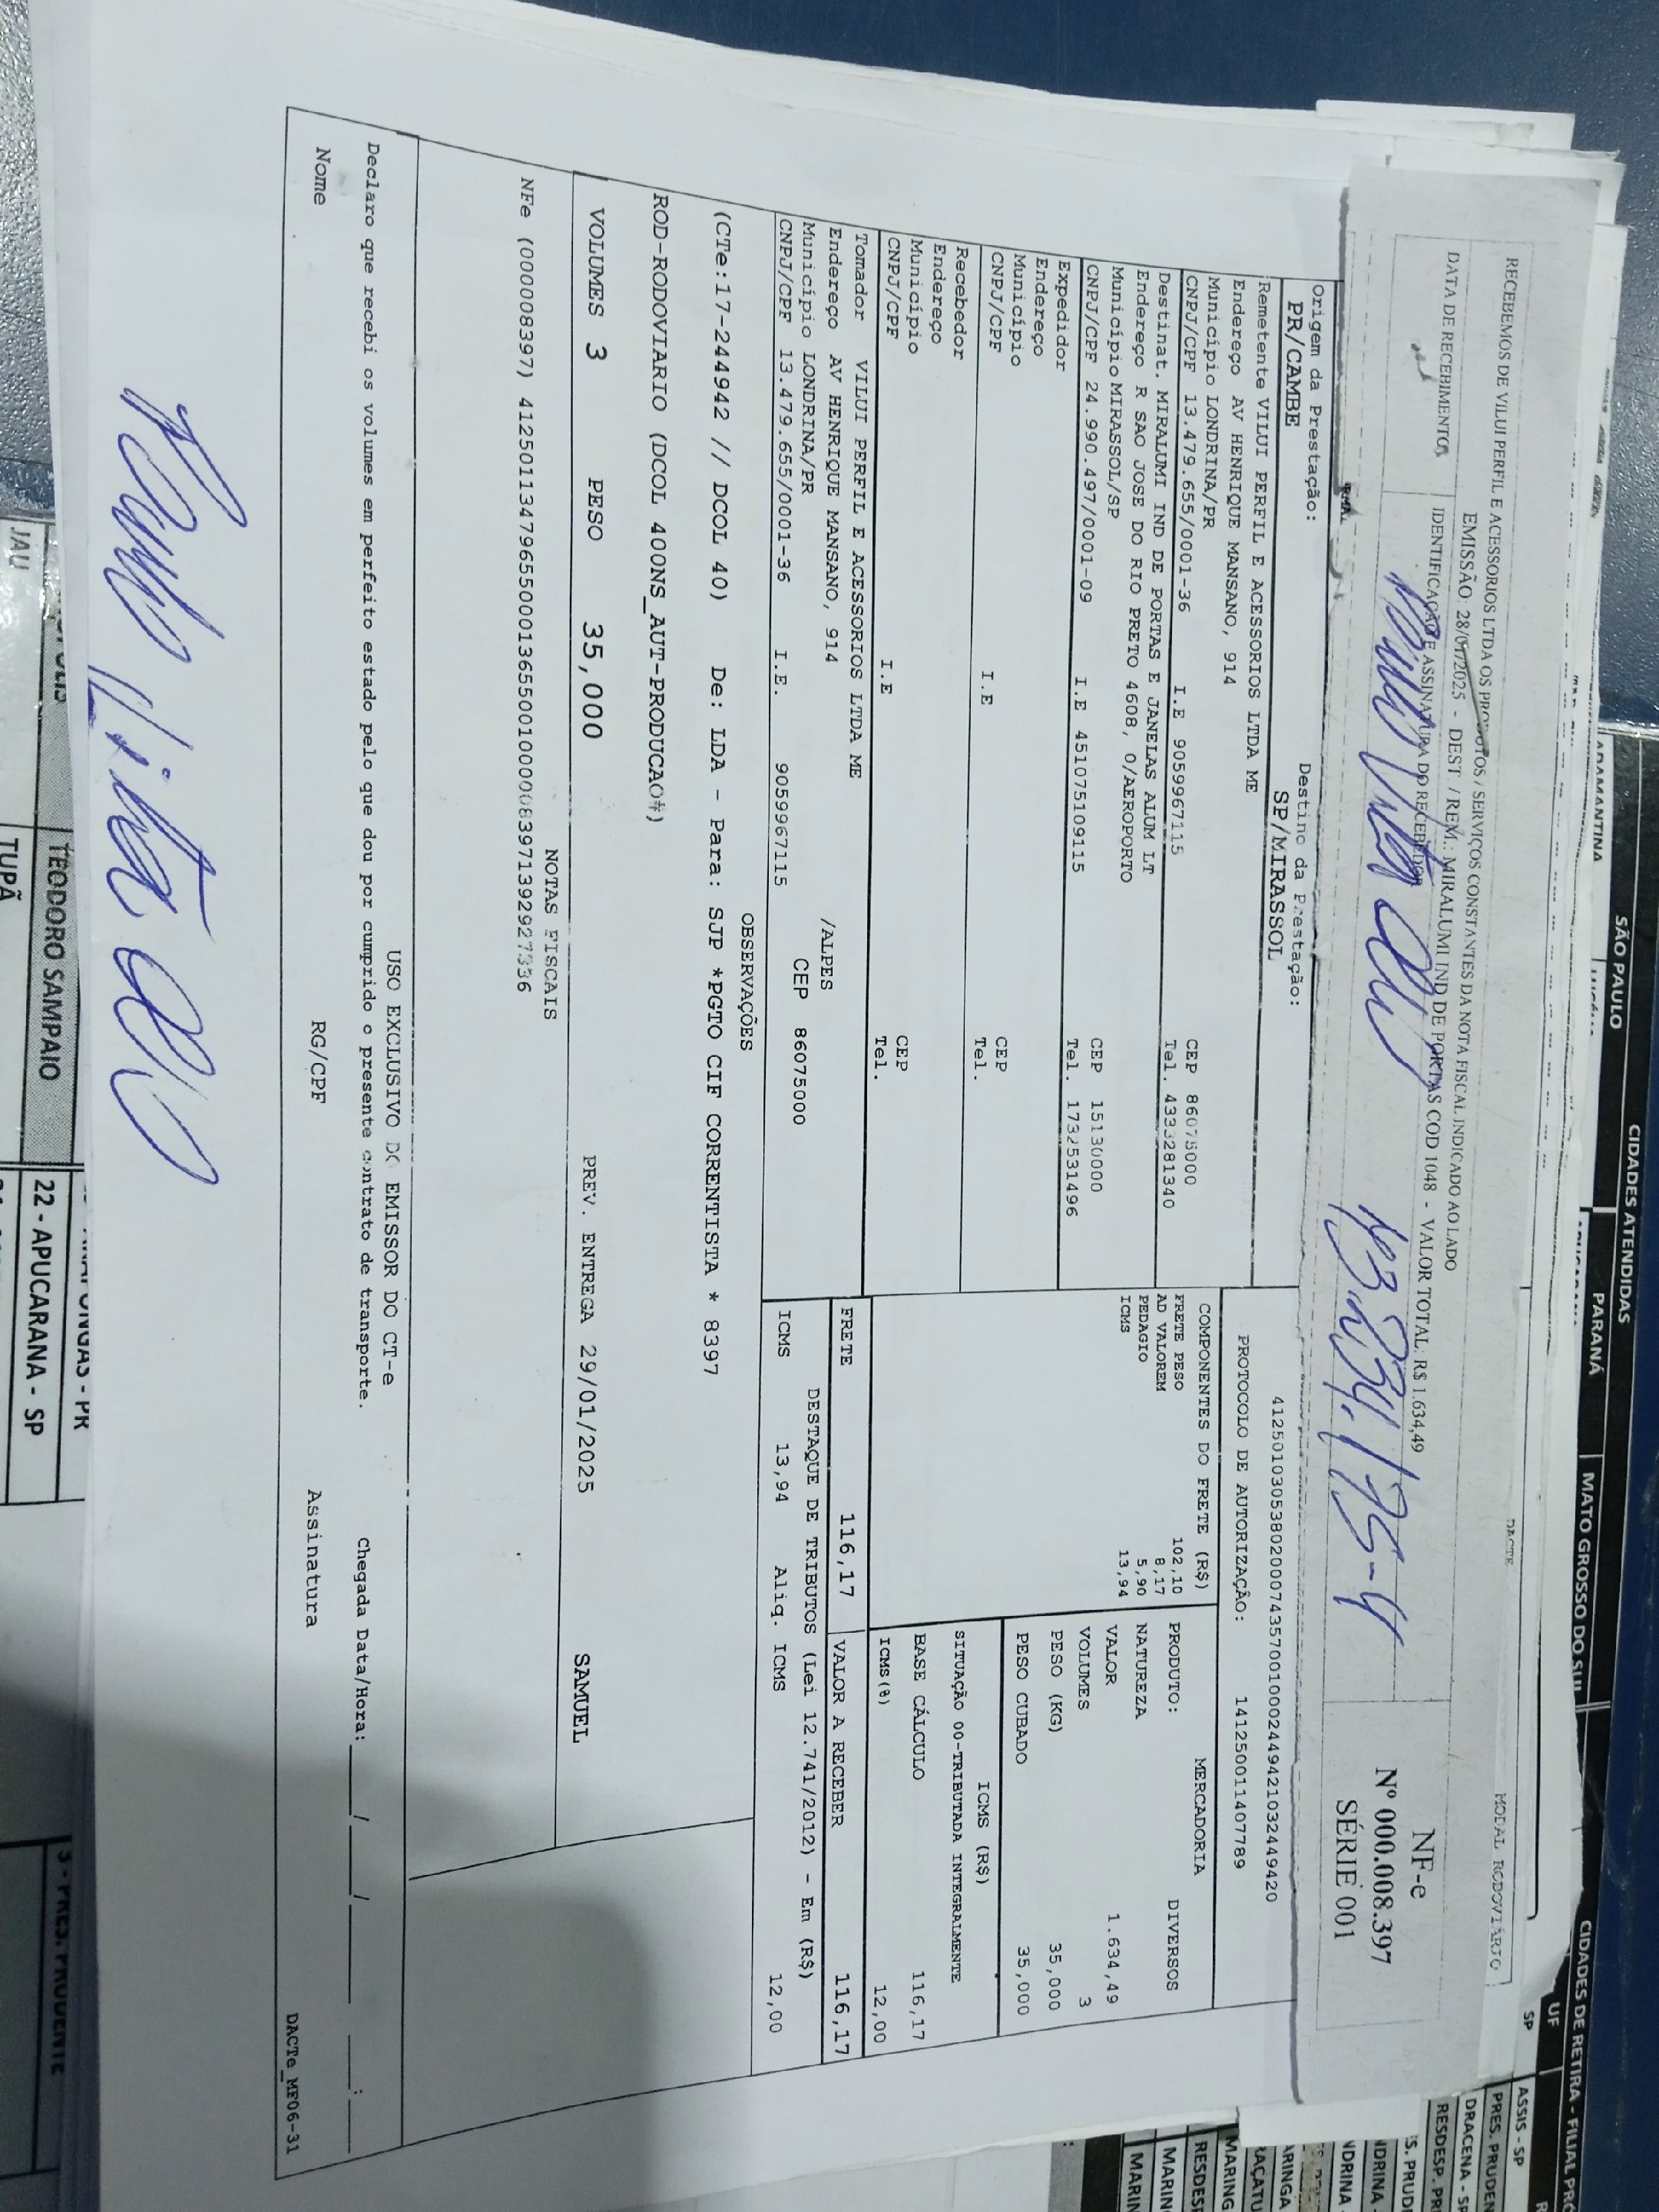 RECEBEMOS DE VILUI PERFIL E ACESSORIOS LTDA OS PRODUTOS / SERVIÇOS CONSTANTES DA NOTA FISCAL INDICADO AO LADO
EMISSÃO: 28/01/2025 - DEST. / REM.: MIRALUMI IND DE PORTAS COD 1048 - VALOR TOTAL: R$ 1.634,49
DATA DE RECEBIMENTO
IDENTIFICAÇÃO E ASSINATURA DO RECEBEDOR
NF-e
Nº 000.008.397
SÉRIE 001
DACTE
MODAL RODOVIÁRIO
Origem da Prestação:
PR/CAMBE
Destino da Prestação:
SP/MIRASSOL
Remetente VILUI PERFIL E ACESSORIOS LTDA ME
Endereço AV HENRIQUE MANSANO, 914
Município LONDRINA/PR CEP 86075000
CNPJ/CPF 13.479.655/0001-36 I.E 9059967115 Tel. 4333281340
Destinat. MIRALUMI IND DE PORTAS E JANELAS ALUM LT
Endereço R SAO JOSE DO RIO PRETO 4608, 0/AEROPORTO
Município MIRASSOL/SP CEP 15130000
CNPJ/CPF 24.990.497/0001-09 I.E 451075109115 Tel. 1732531496
Expedidor
Endereço
Município CEP
CNPJ/CPF I.E Tel.
Recebedor
Endereço
Município CEP
CNPJ/CPF I.E Tel.
Tomador VILUI PERFIL E ACESSORIOS LTDA ME
Endereço AV HENRIQUE MANSANO, 914 /ALPES
Município LONDRINA/PR CEP 86075000
CNPJ/CPF 13.479.655/0001-36 I.E. 9059967115
41250103053802000743570010002449421032449420
PROTOCOLO DE AUTORIZAÇÃO: 141250011407789
COMPONENTES DO FRETE (R$)
FRETE PESO 102,10
AD VALOREM 8,17
PEDAGIO 5,90
ICMS 13,94
MERCADORIA
PRODUTO: DIVERSOS
NATUREZA
VALOR 1.634,49
VOLUMES 3
PESO (KG) 35,000
PESO CUBADO 35,000
ICMS (R$)
SITUAÇÃO 00-TRIBUTADA INTEGRALMENTE
BASE CÁLCULO 116,17
ICMS(%) 12,00
FRETE 116,17 VALOR A RECEBER 116,17
DESTAQUE DE TRIBUTOS (Lei 12.741/2012) - Em (R$)
ICMS 13,94 Aliq. ICMS 12,00
OBSERVAÇÕES
(CTe:17-244942 // DCOL 40) De: LDA - Para: SJP *PGTO CIF CORRENTISTA * 8397
ROD-RODOVIARIO (DCOL 400NS_AUT-PRODUCAO#)
VOLUMES 3 PESO 35,000 PREV. ENTREGA 29/01/2025 SAMUEL
NOTAS FISCAIS
NFe (000008397) 41250113479655000136550010000083971392927336
USO EXCLUSIVO DO EMISSOR DO CT-e
Declaro que recebi os volumes em perfeito estado pelo que dou por cumprido o presente contrato de transporte. Chegada Data/Hora: ____/____/______ ___:___
Nome RG/CPF Assinatura
DACTe_MF06-31
CIDADES ATENDIDAS
SÃO PAULO
PARANÁ
MATO GROSSO DO SUL
ADAMANTINA
UF
SP
ASSIS - SP
JAU
TEODORO SAMPAIO
TUPÃ
22 - APUCARANA - SP